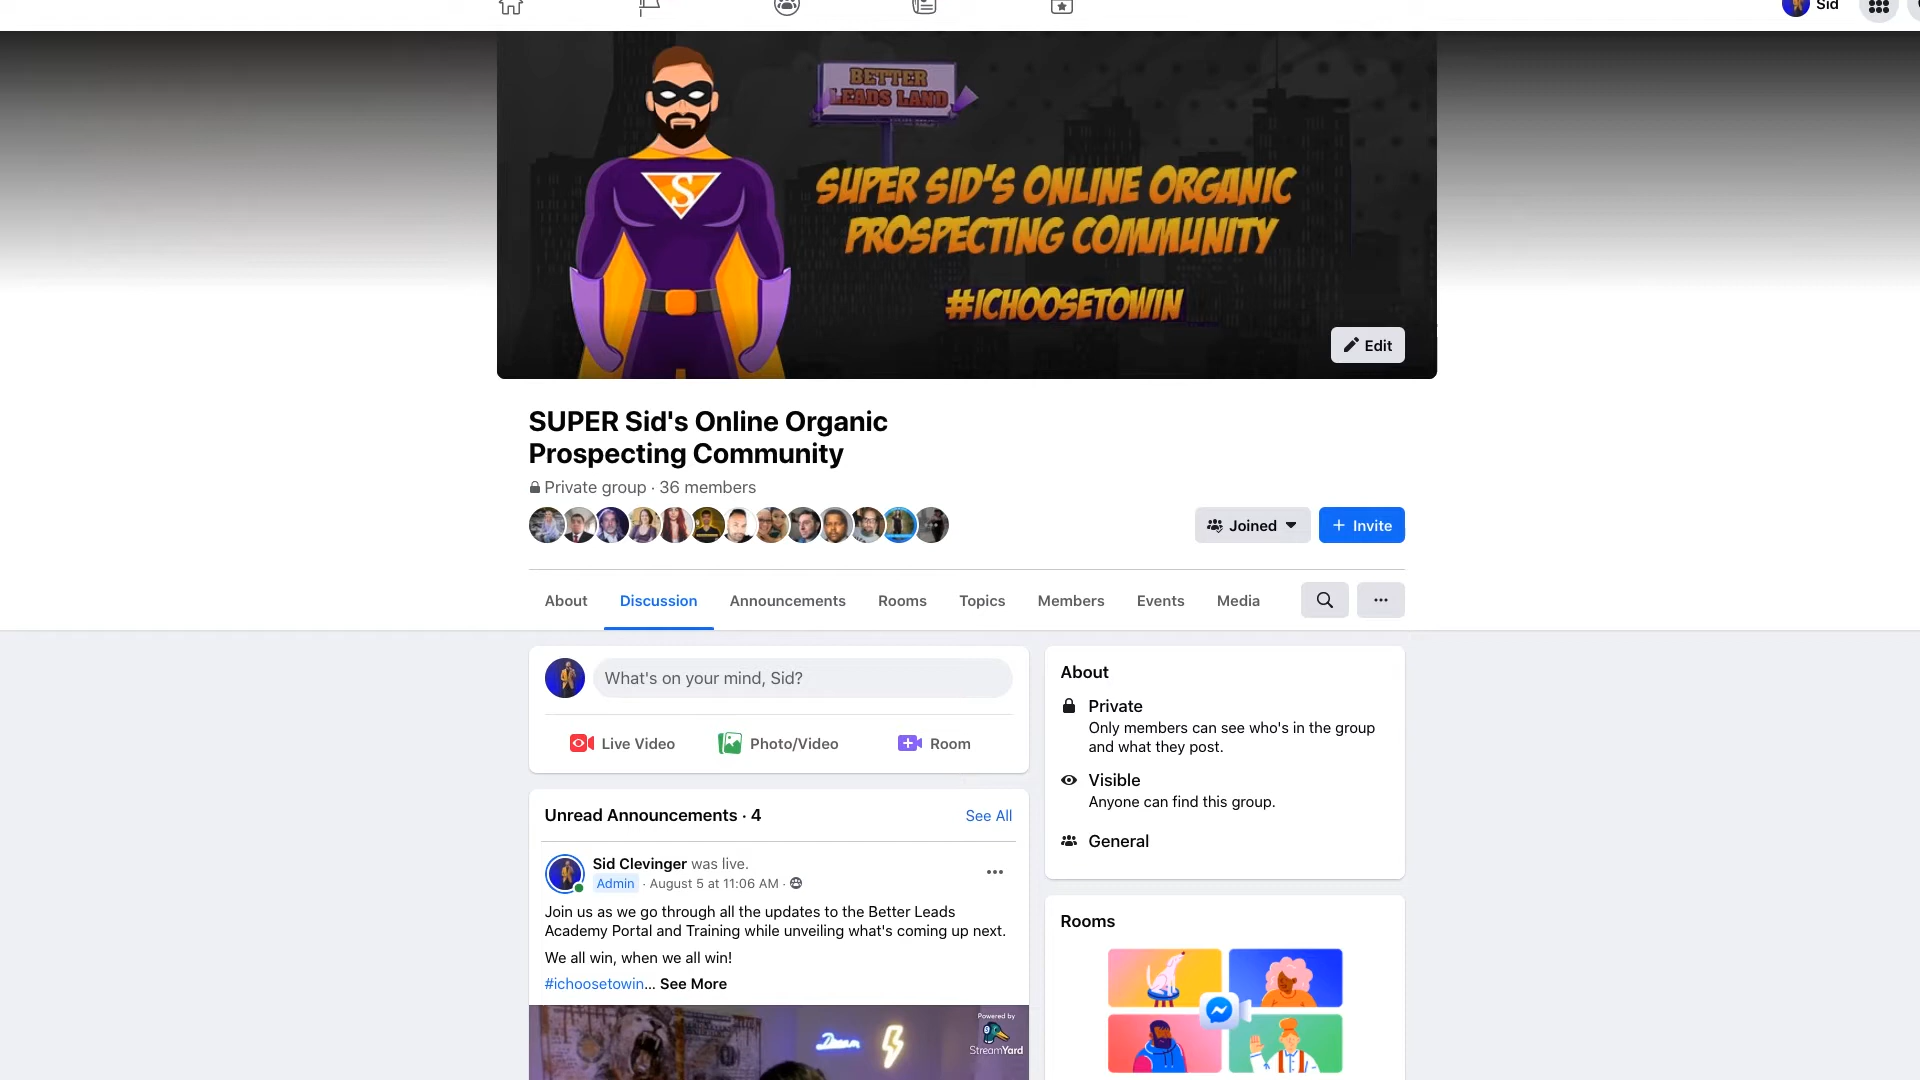 Sid
BETTER
LEADS LAND
S
SUPER SID'S ONLINE ORGANIC
PROSPECTING COMMUNITY
#ICHOOSETOWIN
Edit
SUPER Sid's Online Organic
Prospecting Community
Private group · 36 members
Joined
+ Invite
About Discussion Announcements Rooms Topics Members Events Media
What's on your mind, Sid?
Live Video Photo/Video Room
Unread Announcements · 4 See All
Sid Clevinger was live.
Admin · August 5 at 11:06 AM ·
Join us as we go through all the updates to the Better Leads
Academy Portal and Training while unveiling what's coming up next.
We all win, when we all win!
#ichoosetowin... See More
Powered by
StreamYard
Dream
About
Private
Only members can see who's in the group
and what they post.
Visible
Anyone can find this group.
General
Rooms